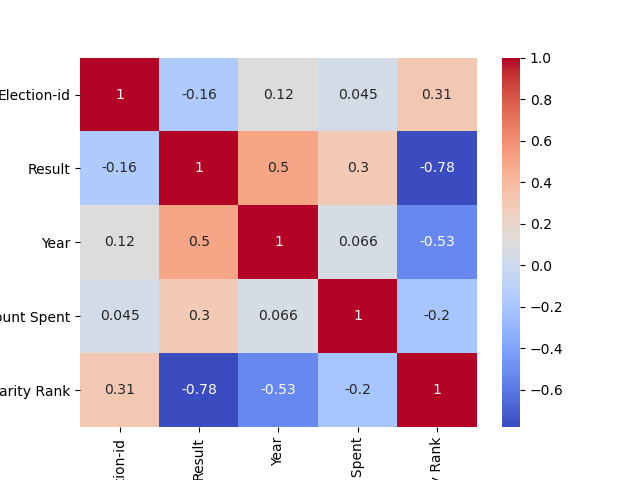 Election-id 1 -0.16 0.12 0.045 0.31
Result -0.16 1 0.5 0.3 -0.78
Year 0.12 0.5 1 0.066 -0.53
ount Spent 0.045 0.3 0.066 1 -0.2
arity Rank 0.31 -0.78 -0.53 -0.2 1
tion-id
Result
Year
Spent
Rank
1.0
0.8
0.6
0.4
0.2
0.0
−0.2
−0.4
−0.6